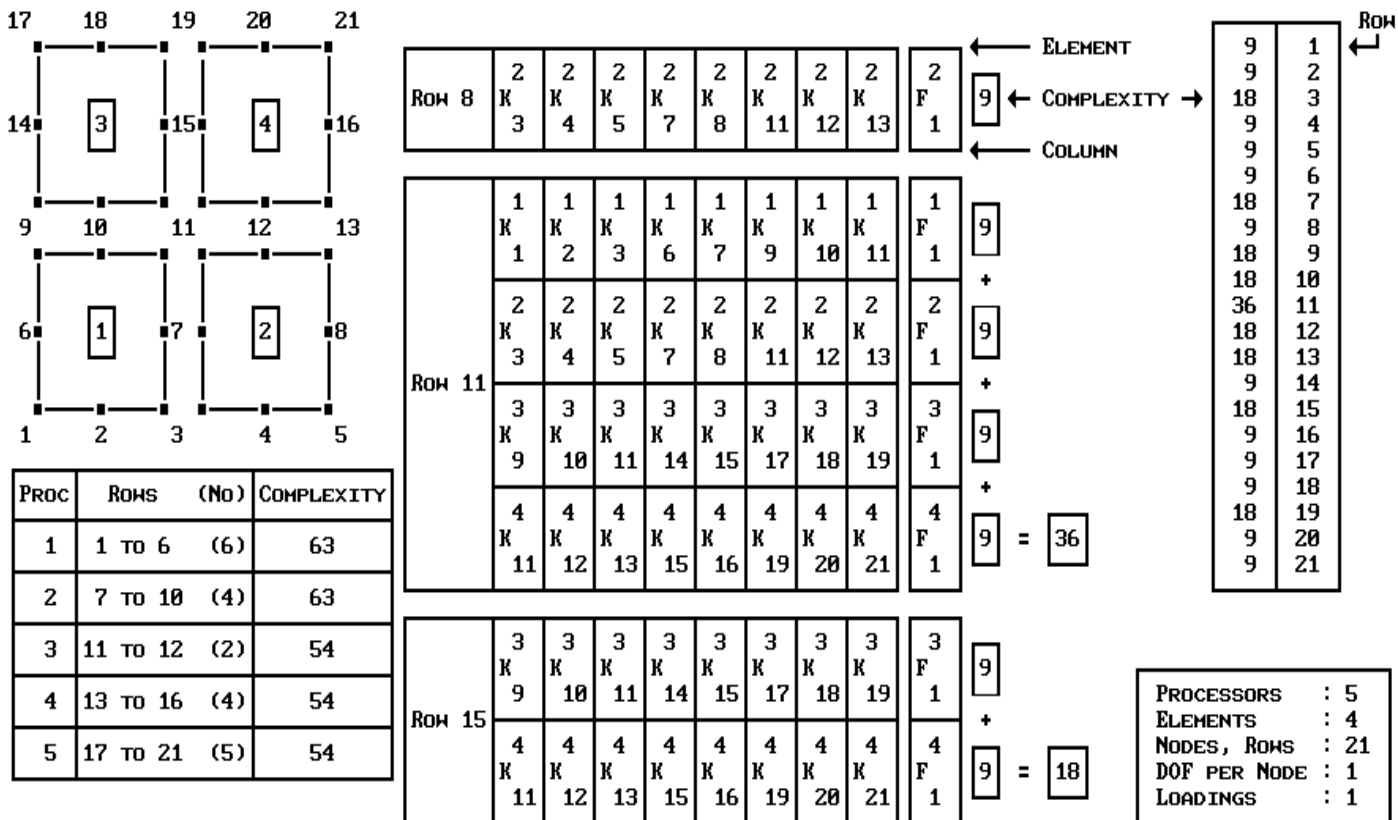 17 18 19 20 21
14 3 15 4 16
9 10 11 12 13
6 1 7 2 8
1 2 3 4 5
PROC ROWS (NO) COMPLEXITY
1 1 TO 6 (6) 63
2 7 TO 10 (4) 63
3 11 TO 12 (2) 54
4 13 TO 16 (4) 54
5 17 TO 21 (5) 54
2 2 2 2 2 2 2 2 2 ← ELEMENT
ROW 8 K K K K K K K K F 9 ← COMPLEXITY →
3 4 5 7 8 11 12 13 1 ← COLUMN
1 1 1 1 1 1 1 1 1
K K K K K K K K F 9
1 2 3 6 7 9 10 11 1
+
2 2 2 2 2 2 2 2 2
K K K K K K K K F 9
3 4 5 7 8 11 12 13 1
ROW 11 +
3 3 3 3 3 3 3 3 3
K K K K K K K K F 9
9 10 11 14 15 17 18 19 1
+
4 4 4 4 4 4 4 4 4
K K K K K K K K F 9 = 36
11 12 13 15 16 19 20 21 1
3 3 3 3 3 3 3 3 3
K K K K K K K K F 9
9 10 11 14 15 17 18 19 1
ROW 15 +
4 4 4 4 4 4 4 4 4
K K K K K K K K F 9 = 18
11 12 13 15 16 19 20 21 1
ROW
9 1
9 2
18 3
9 4
9 5
9 6
18 7
9 8
18 9
18 10
36 11
18 12
18 13
9 14
18 15
9 16
9 17
9 18
18 19
9 20
9 21
PROCESSORS : 5
ELEMENTS : 4
NODES, ROWS : 21
DOF PER NODE : 1
LOADINGS : 1